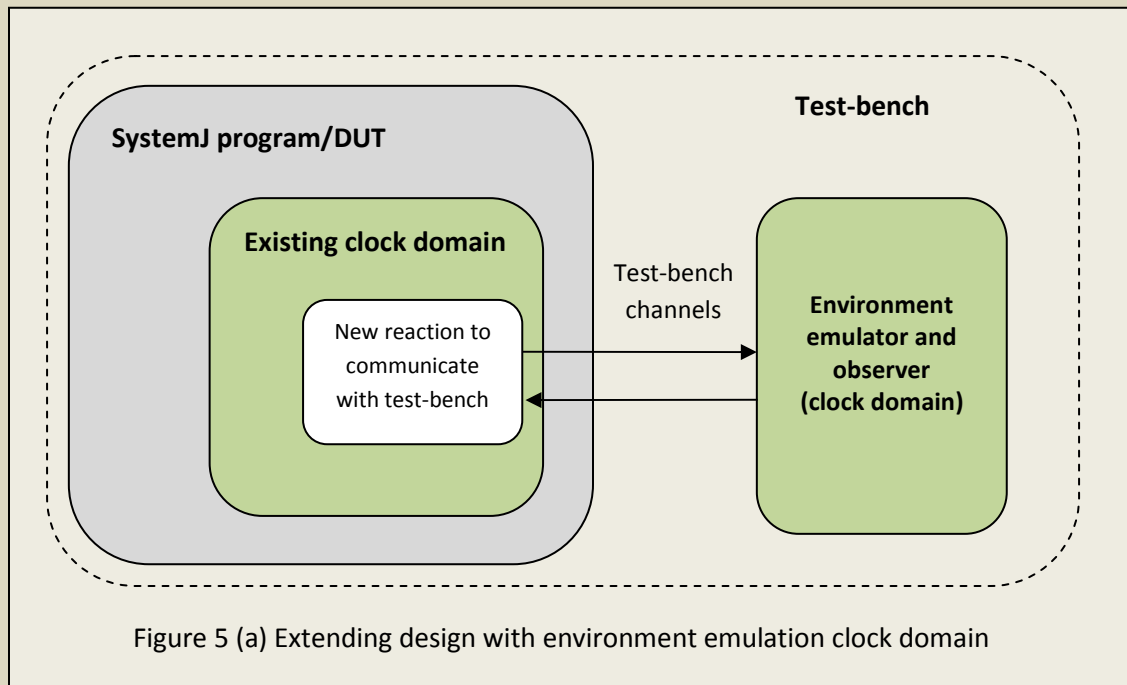 Test-bench
SystemJ program/DUT
Existing clock domain
New reaction to
communicate
with test-bench
Test-bench
channels
Environment
emulator and
observer
(clock domain)
Figure 5 (a) Extending design with environment emulation clock domain